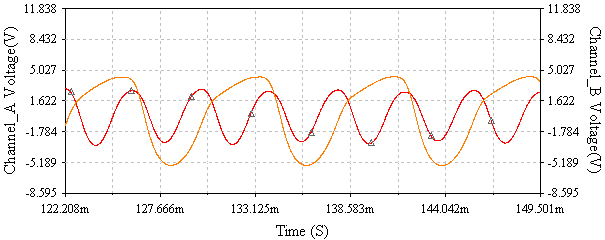 11.838 11.838
8.432 8.432
5.027 5.027
1.622 1.622
-1.784 -1.784
-5.189 -5.189
-8.595 -8.595
Channel_A Voltage(V)
Channel_B Voltage(V)
122.208m 127.666m 133.125m 138.583m 144.042m 149.501m
Time (S)